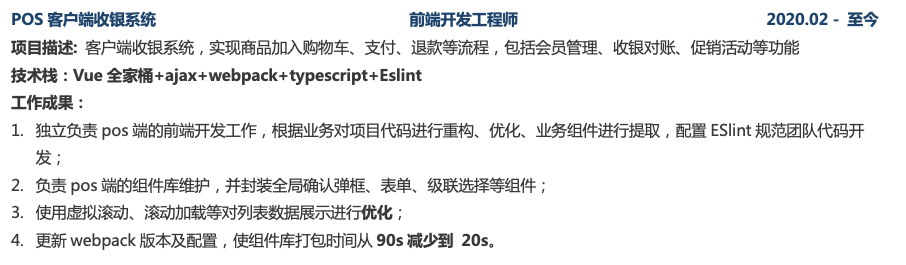 POS 客户端收银系统 前端开发工程师 2020.02 - 至今
项目描述: 客户端收银系统，实现商品加入购物车、支付、退款等流程，包括会员管理、收银对账、促销活动等功能
技术栈：Vue 全家桶+ajax+webpack+typescript+Eslint
工作成果：
1. 独立负责 pos 端的前端开发工作，根据业务对项目代码进行重构、优化、业务组件进行提取，配置 ESlint 规范团队代码开
发；
2. 负责 pos 端的组件库维护，并封装全局确认弹框、表单、级联选择等组件；
3. 使用虚拟滚动、滚动加载等对列表数据展示进行优化；
4. 更新 webpack 版本及配置，使组件库打包时间从 90s 减少到 20s。